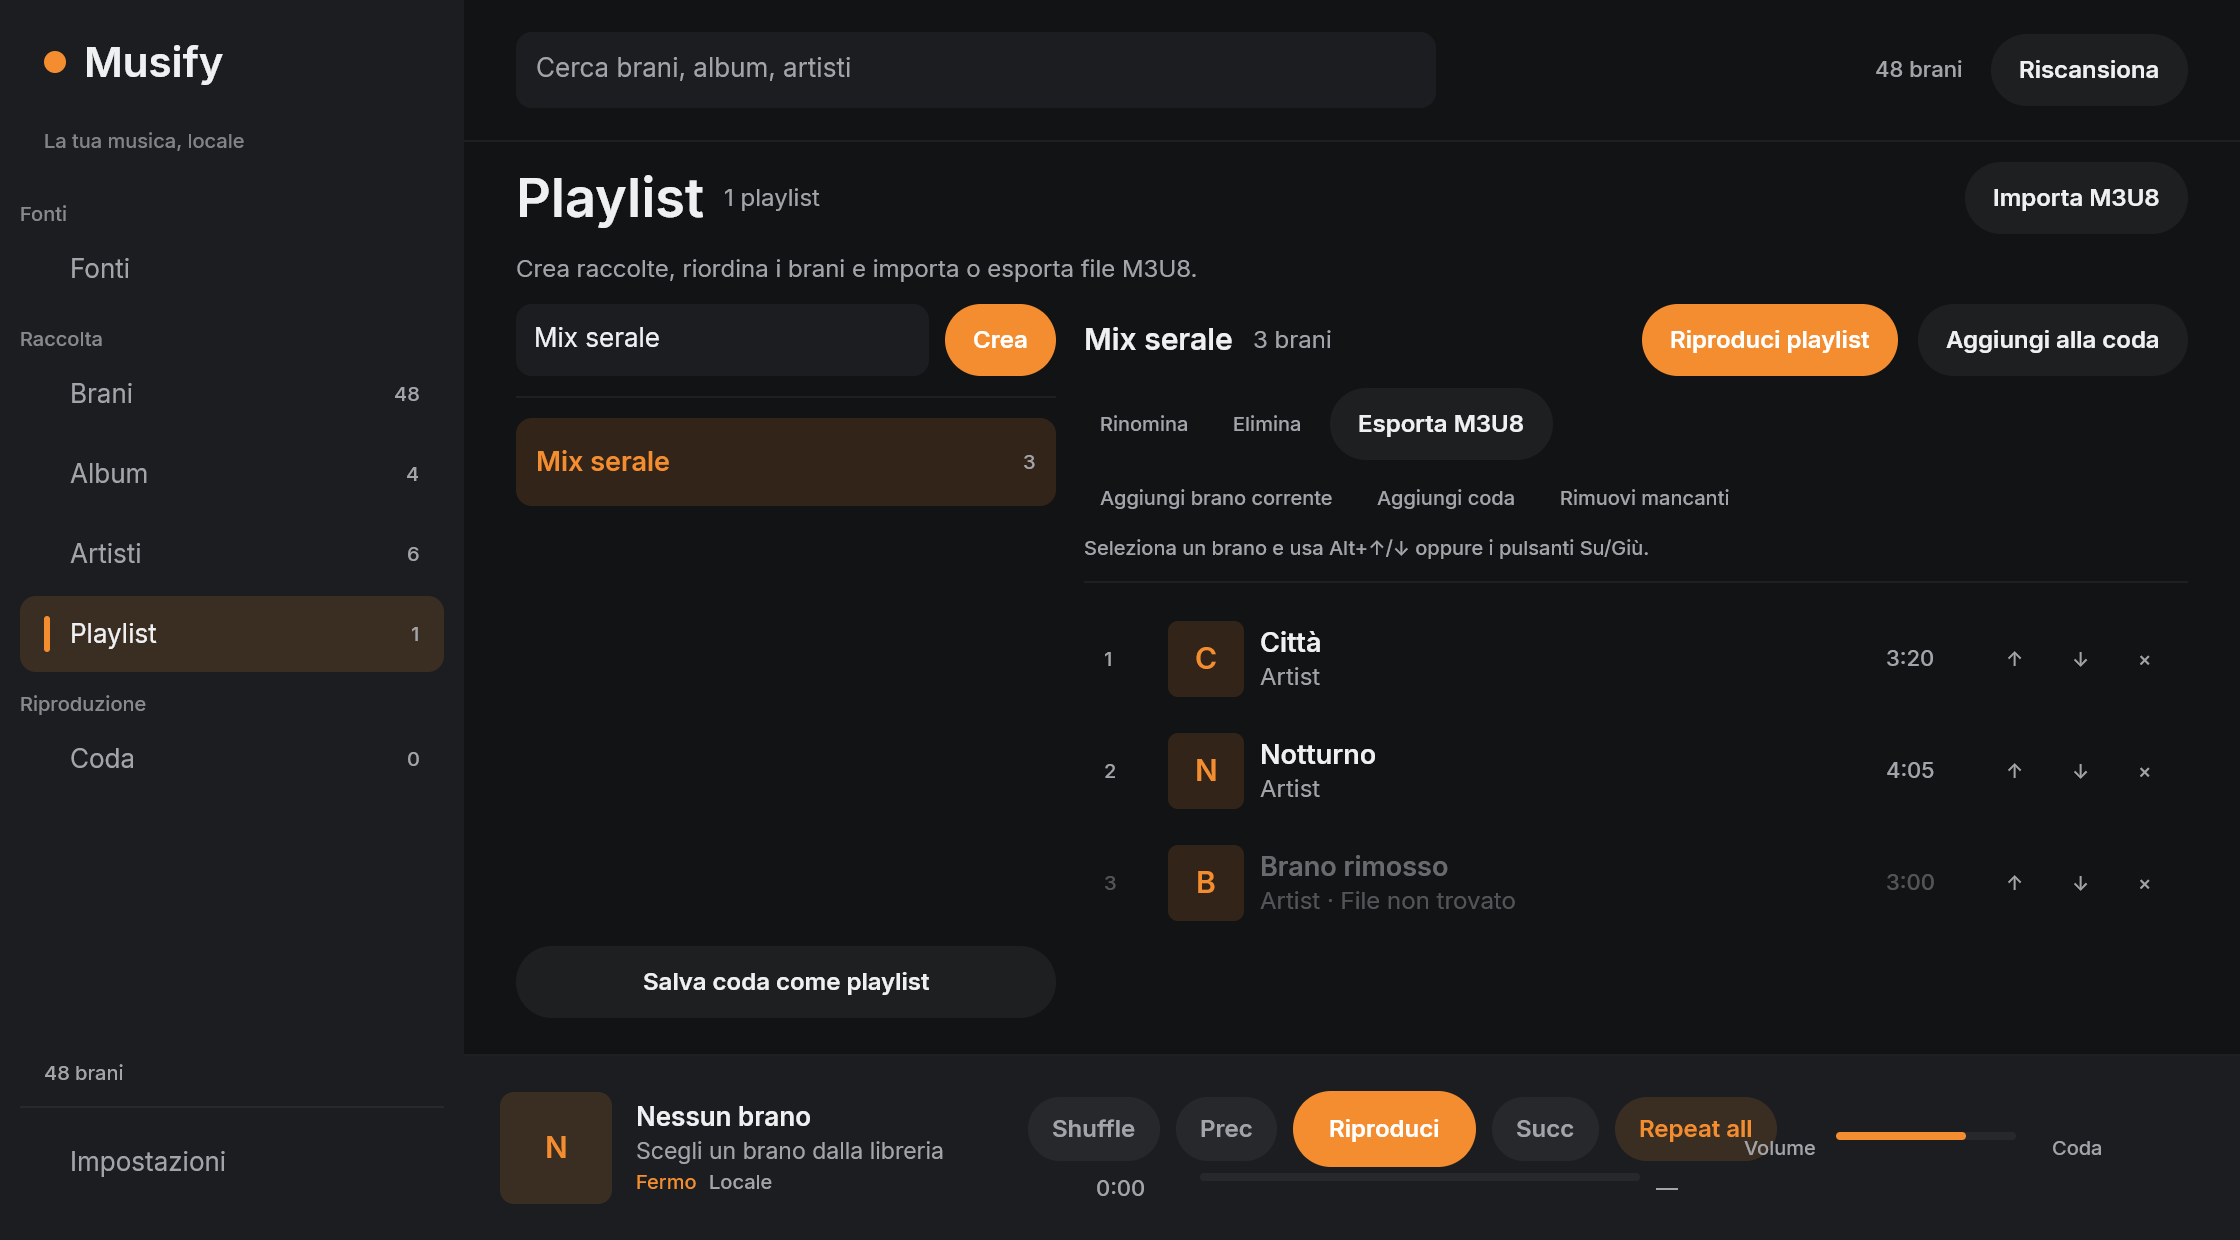 Musify
La tua musica, locale
Fonti
Fonti
Raccolta
Brani 48
Album 4
Artisti 6
Playlist 1
Riproduzione
Coda 0
48 brani
Impostazioni
Cerca brani, album, artisti
48 brani
Riscansiona
Playlist 1 playlist
Importa M3U8
Crea raccolte, riordina i brani e importa o esporta file M3U8.
Mix serale
Crea
Mix serale 3
Salva coda come playlist
Mix serale 3 brani
Riproduci playlist
Aggiungi alla coda
Rinomina Elimina Esporta M3U8
Aggiungi brano corrente Aggiungi coda Rimuovi mancanti
Seleziona un brano e usa Alt+↑/↓ oppure i pulsanti Su/Giù.
1 C Città 3:20 ↑ ↓ ×
Artist
2 N Notturno 4:05 ↑ ↓ ×
Artist
3 B Brano rimosso 3:00 ↑ ↓ ×
Artist · File non trovato
N
Nessun brano
Scegli un brano dalla libreria
Fermo Locale
Shuffle Prec Riproduci Succ Repeat all
0:00 —
Volume
Coda